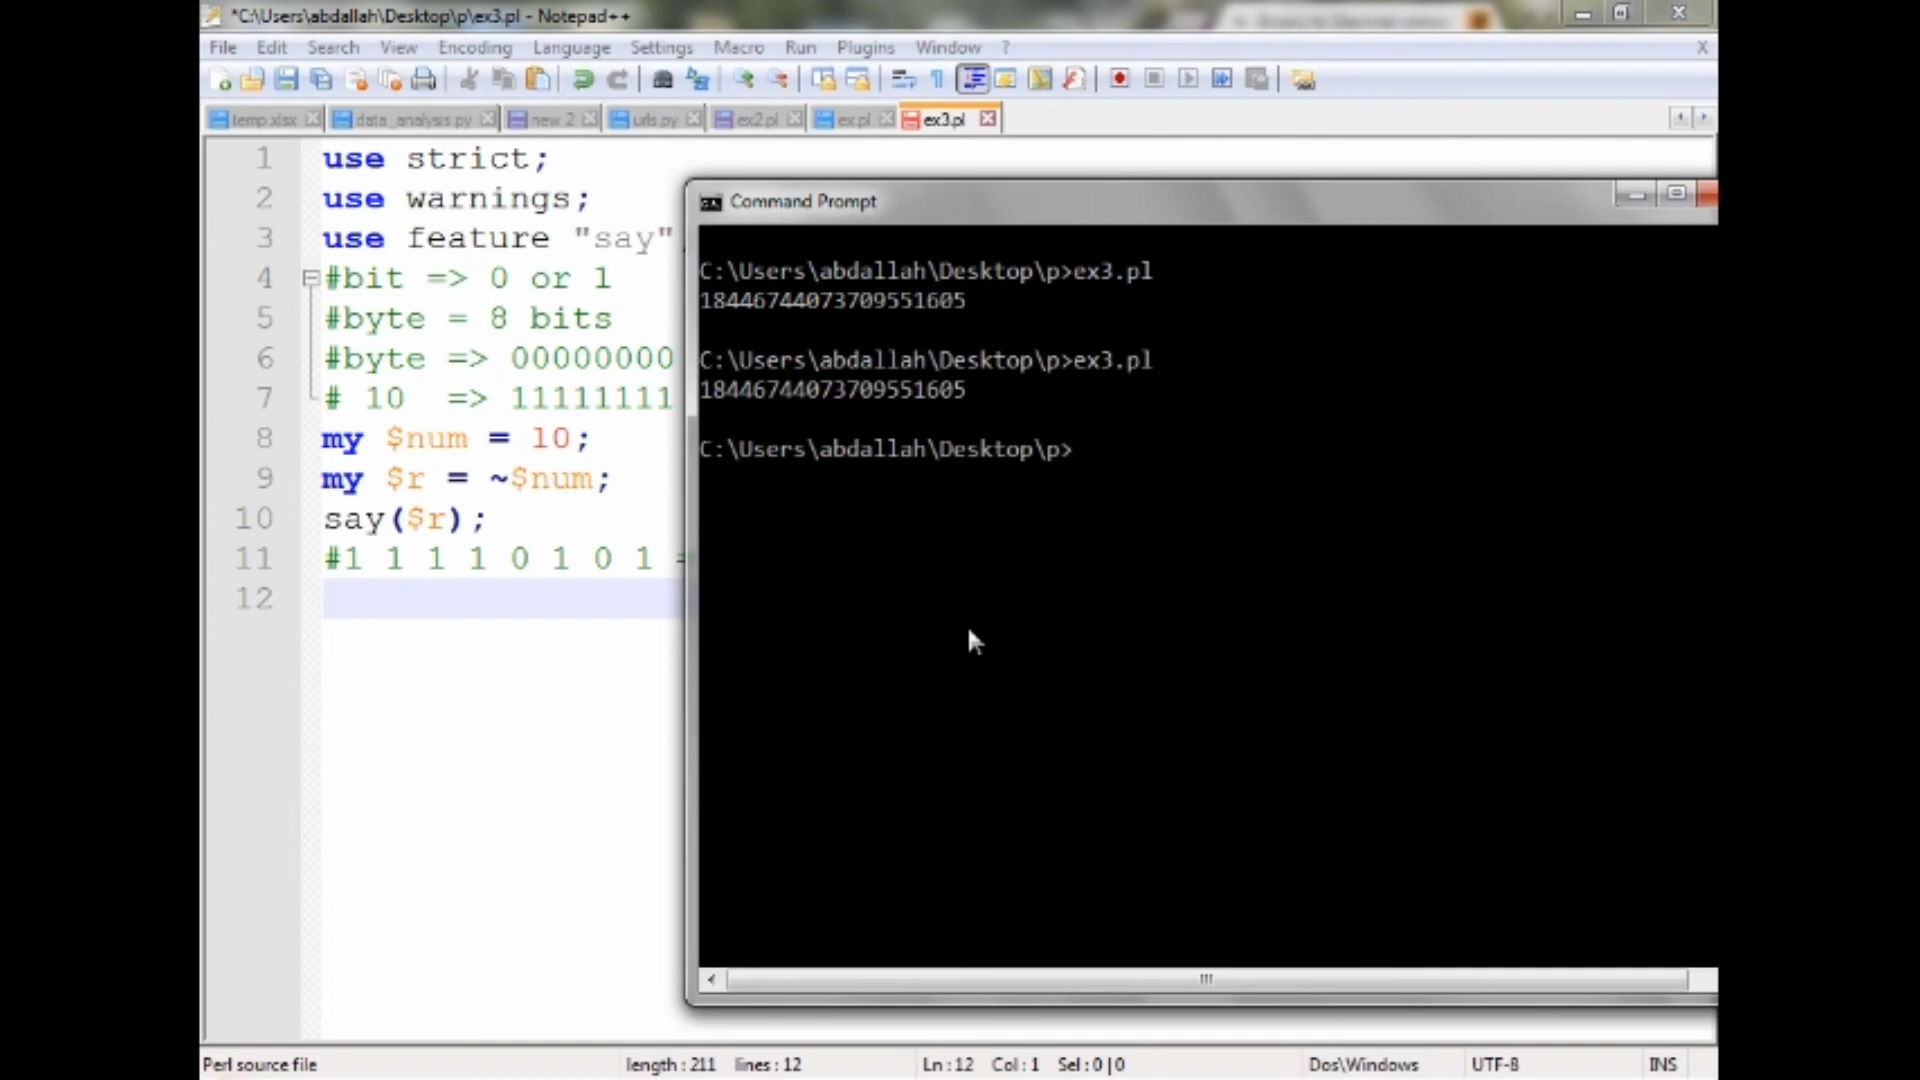 *C:\Users\abdallah\Desktop\p\ex3.pl - Notepad++
File Edit Search View Encoding Language Settings Macro Run Plugins Window ? X
temp.xlsx data_analysis.py new 2 urls.py ex2.pl ex.pl ex3.pl
1 use strict;
2 use warnings;
3 use feature "say"
4 #bit => 0 or 1
5 #byte = 8 bits
6 #byte => 00000000
7 # 10 => 11111111
8 my $num = 10;
9 my $r = ~$num;
10 say($r);
11 #1 1 1 1 0 1 0 1 =
12
Command Prompt
C:\Users\abdallah\Desktop\p>ex3.pl
18446744073709551605
C:\Users\abdallah\Desktop\p>ex3.pl
18446744073709551605
C:\Users\abdallah\Desktop\p>
Perl source file length : 211 lines : 12 Ln : 12 Col : 1 Sel : 0 | 0 Dos\Windows UTF-8 INS